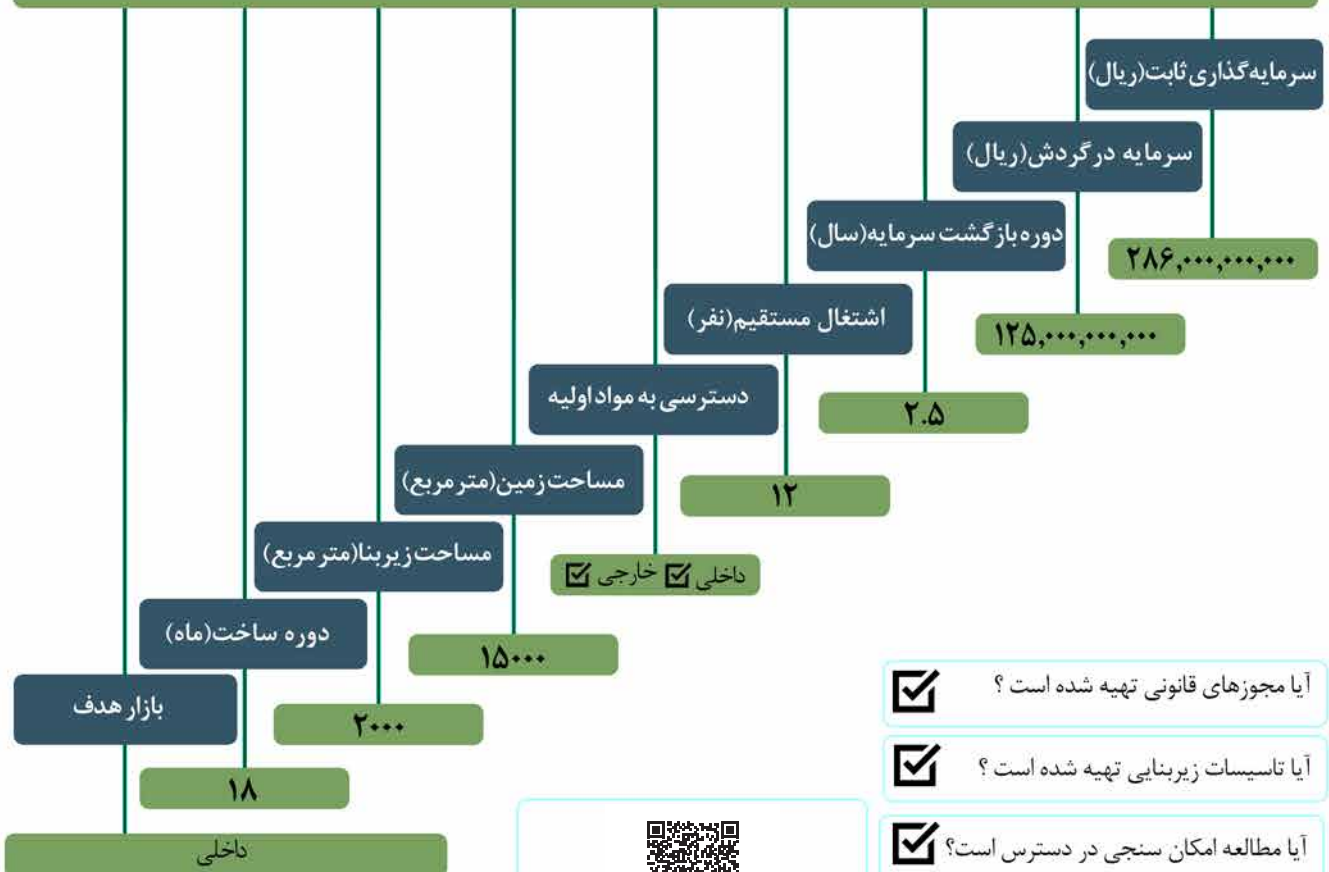 سرمایه‌گذاری ثابت(ریال)
۲۸۶,۰۰۰,۰۰۰,۰۰۰
سرمایه در گردش(ریال)
۱۲۵,۰۰۰,۰۰۰,۰۰۰
دوره بازگشت سرمایه(سال)
۲.۵
اشتغال مستقیم(نفر)
۱۲
دسترسی به مواد اولیه
داخلی ☑ خارجی ☑
مساحت زمین(متر مربع)
۱۵۰۰۰
مساحت زیربنا(متر مربع)
۲۰۰۰
دوره ساخت(ماه)
۱۸
بازار هدف
داخلی
آیا مجوزهای قانونی تهیه شده است ؟ ☑
آیا تاسیسات زیربنایی تهیه شده است ؟ ☑
آیا مطالعه امکان سنجی در دسترس است؟ ☑